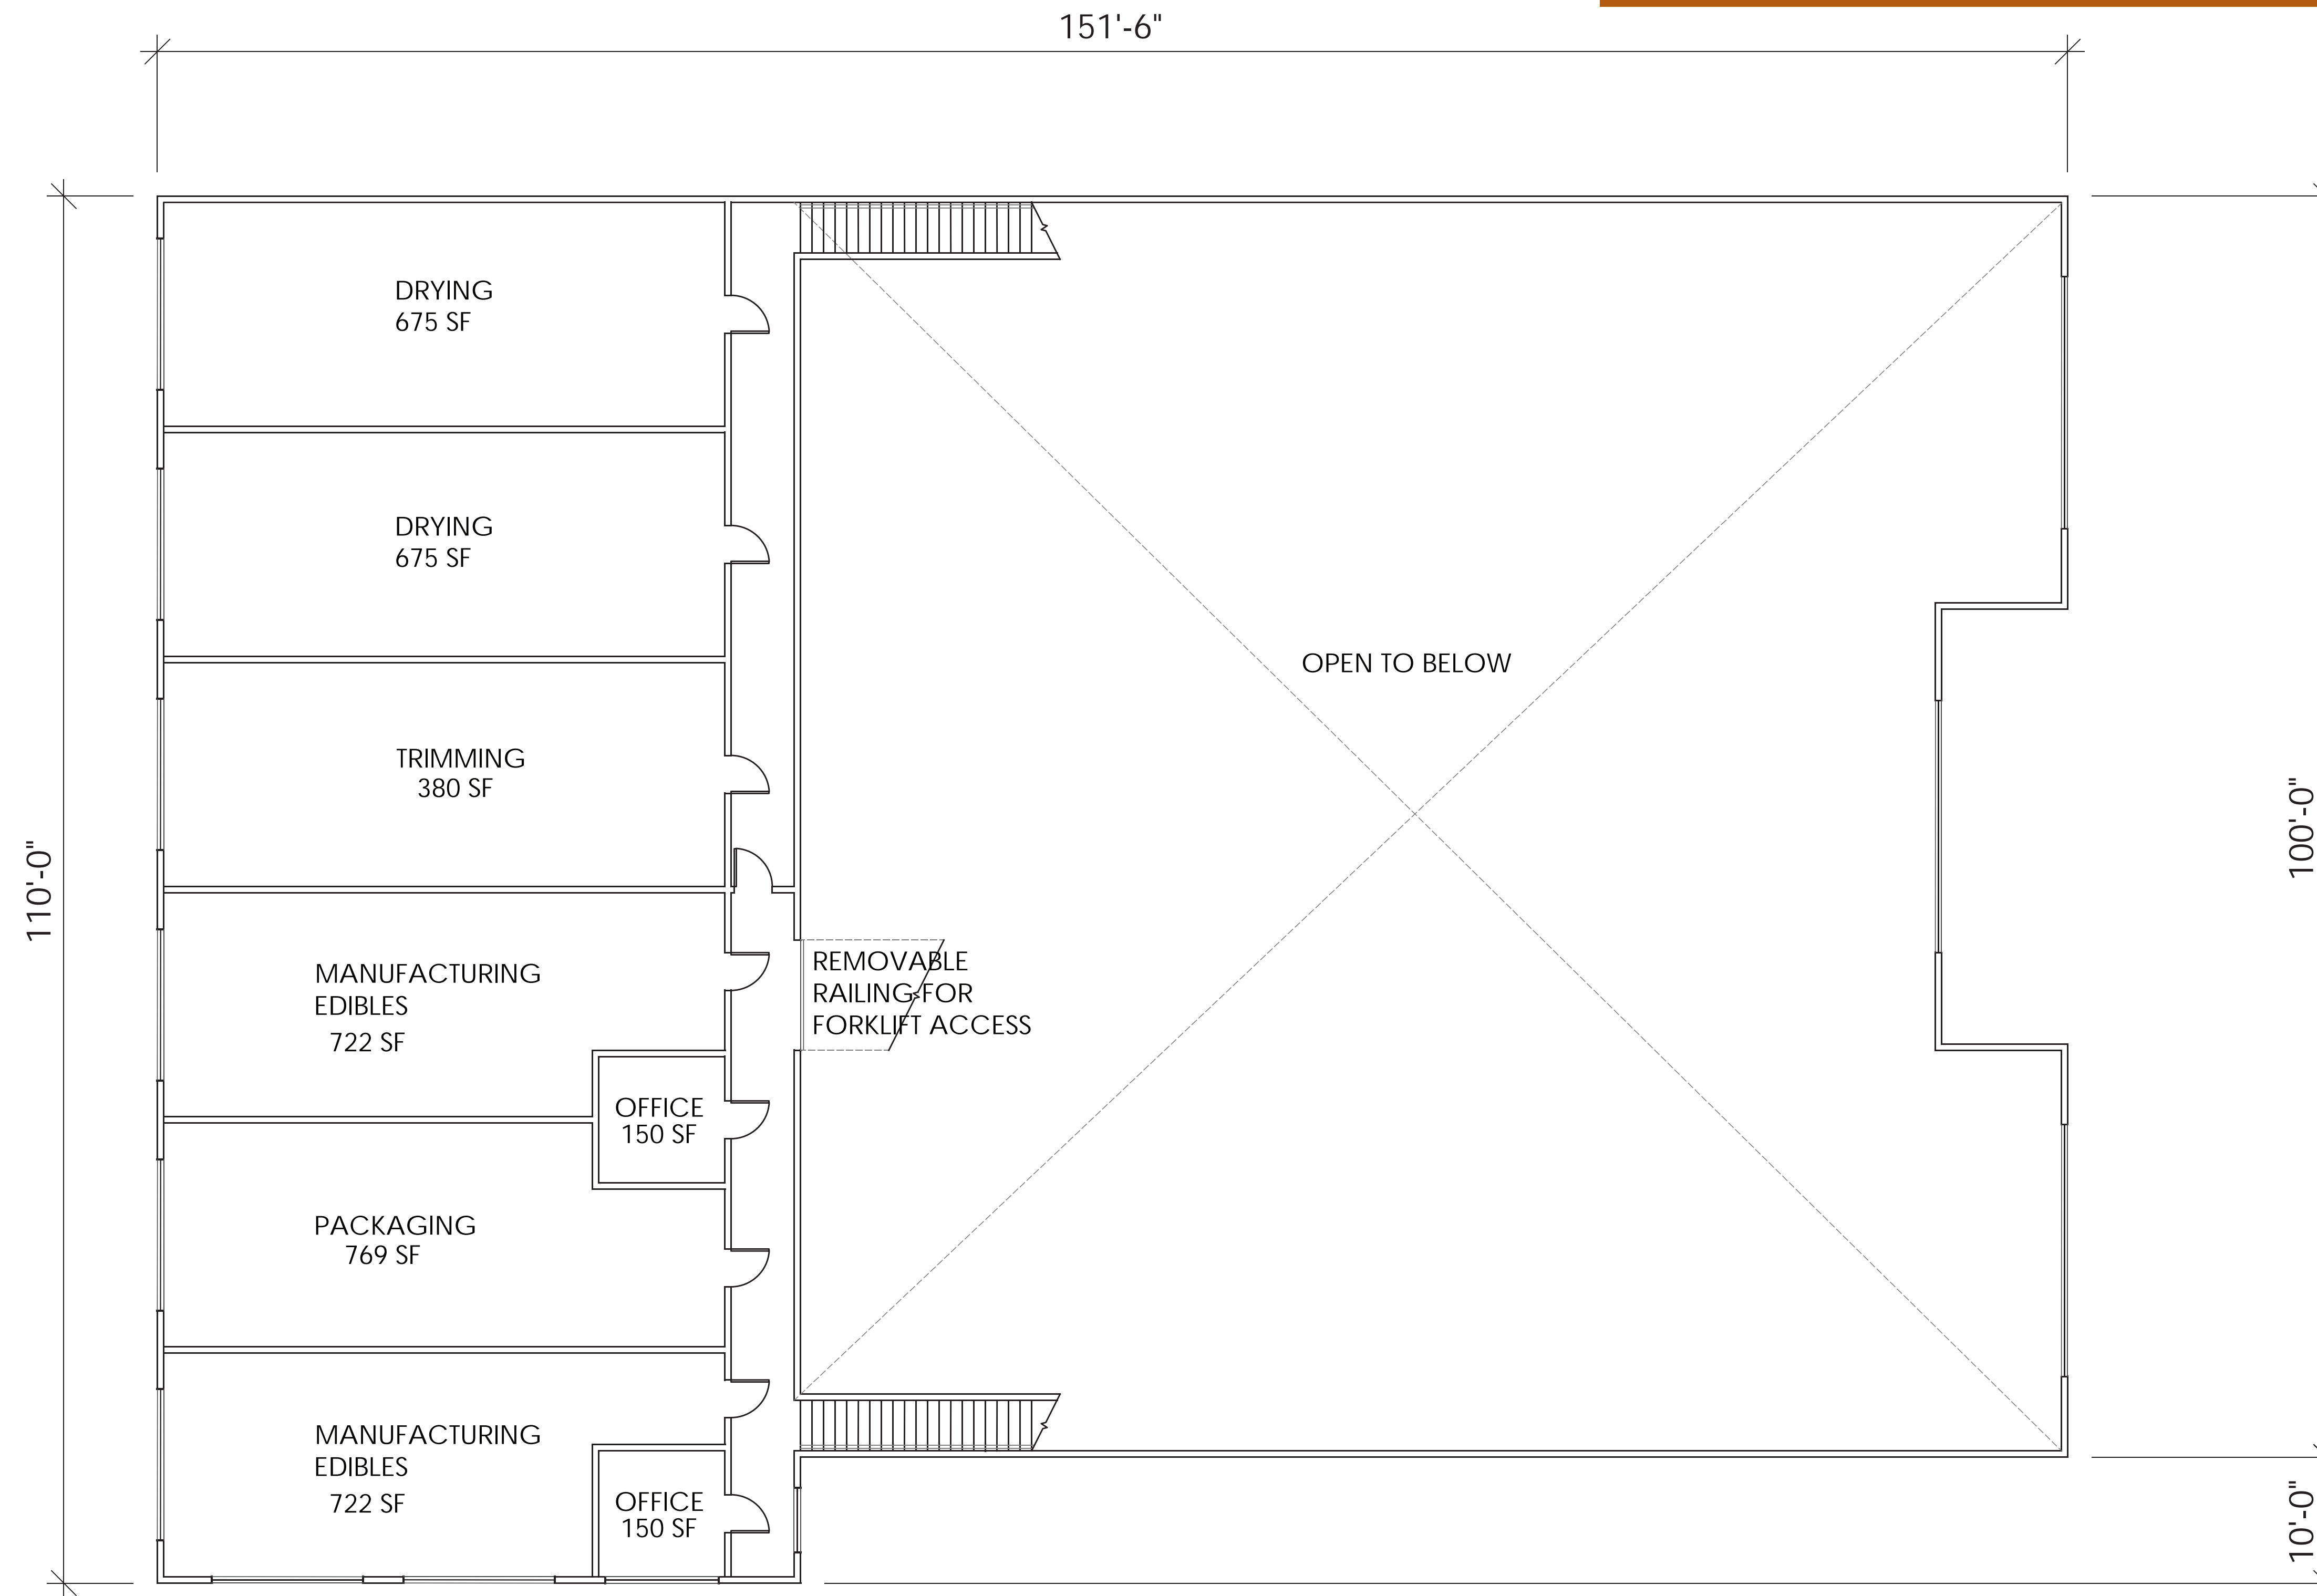 151'-6"
DRYING
675 SF
DRYING
675 SF
OPEN TO BELOW
TRIMMING
380 SF
110'-0"
100'-0"
MANUFACTURING
EDIBLES
722 SF
REMOVABLE
RAILING FOR
FORKLIFT ACCESS
OFFICE
150 SF
PACKAGING
769 SF
MANUFACTURING
EDIBLES
722 SF
OFFICE
150 SF
10'-0"